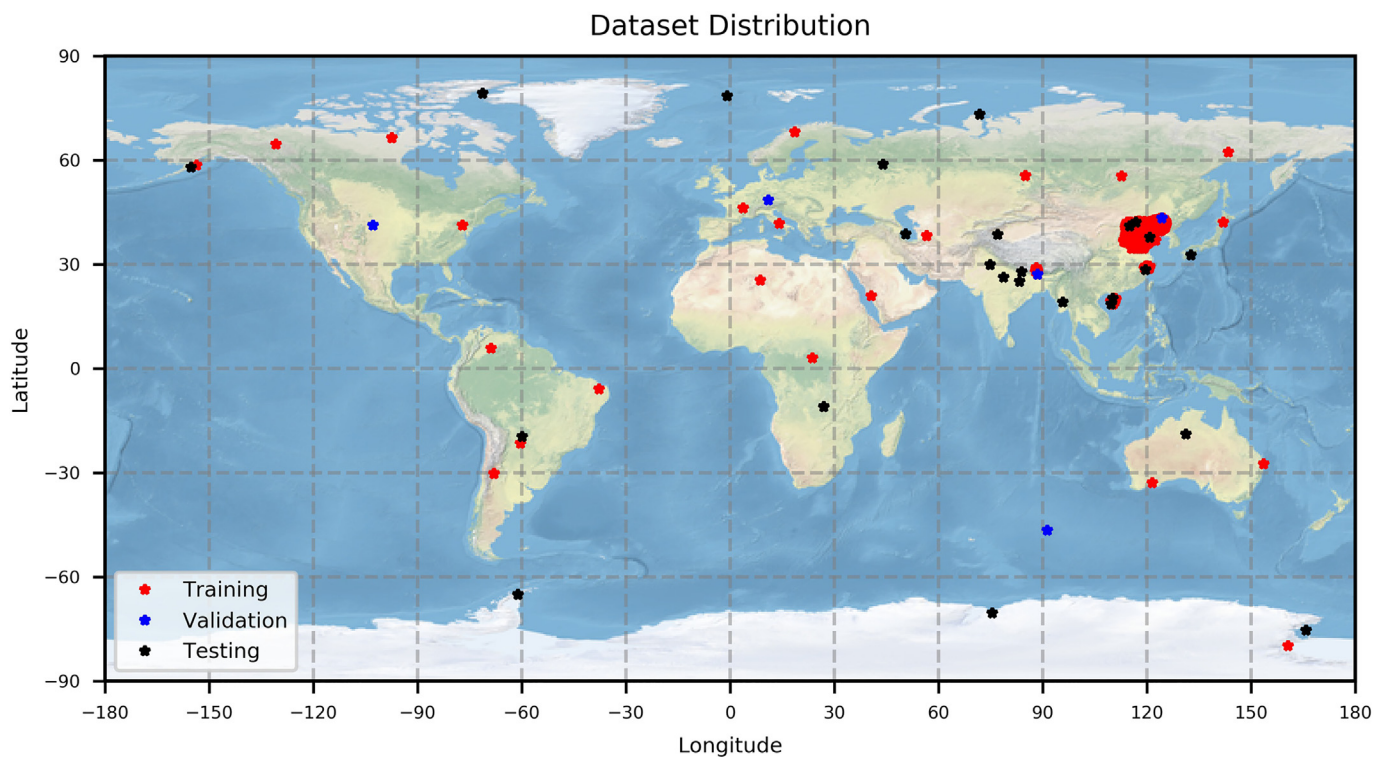 Dataset Distribution
90
60
30
0
−30
−60
−90
Latitude
Training
Validation
Testing
−180 −150 −120 −90 −60 −30 0 30 60 90 120 150 180
Longitude